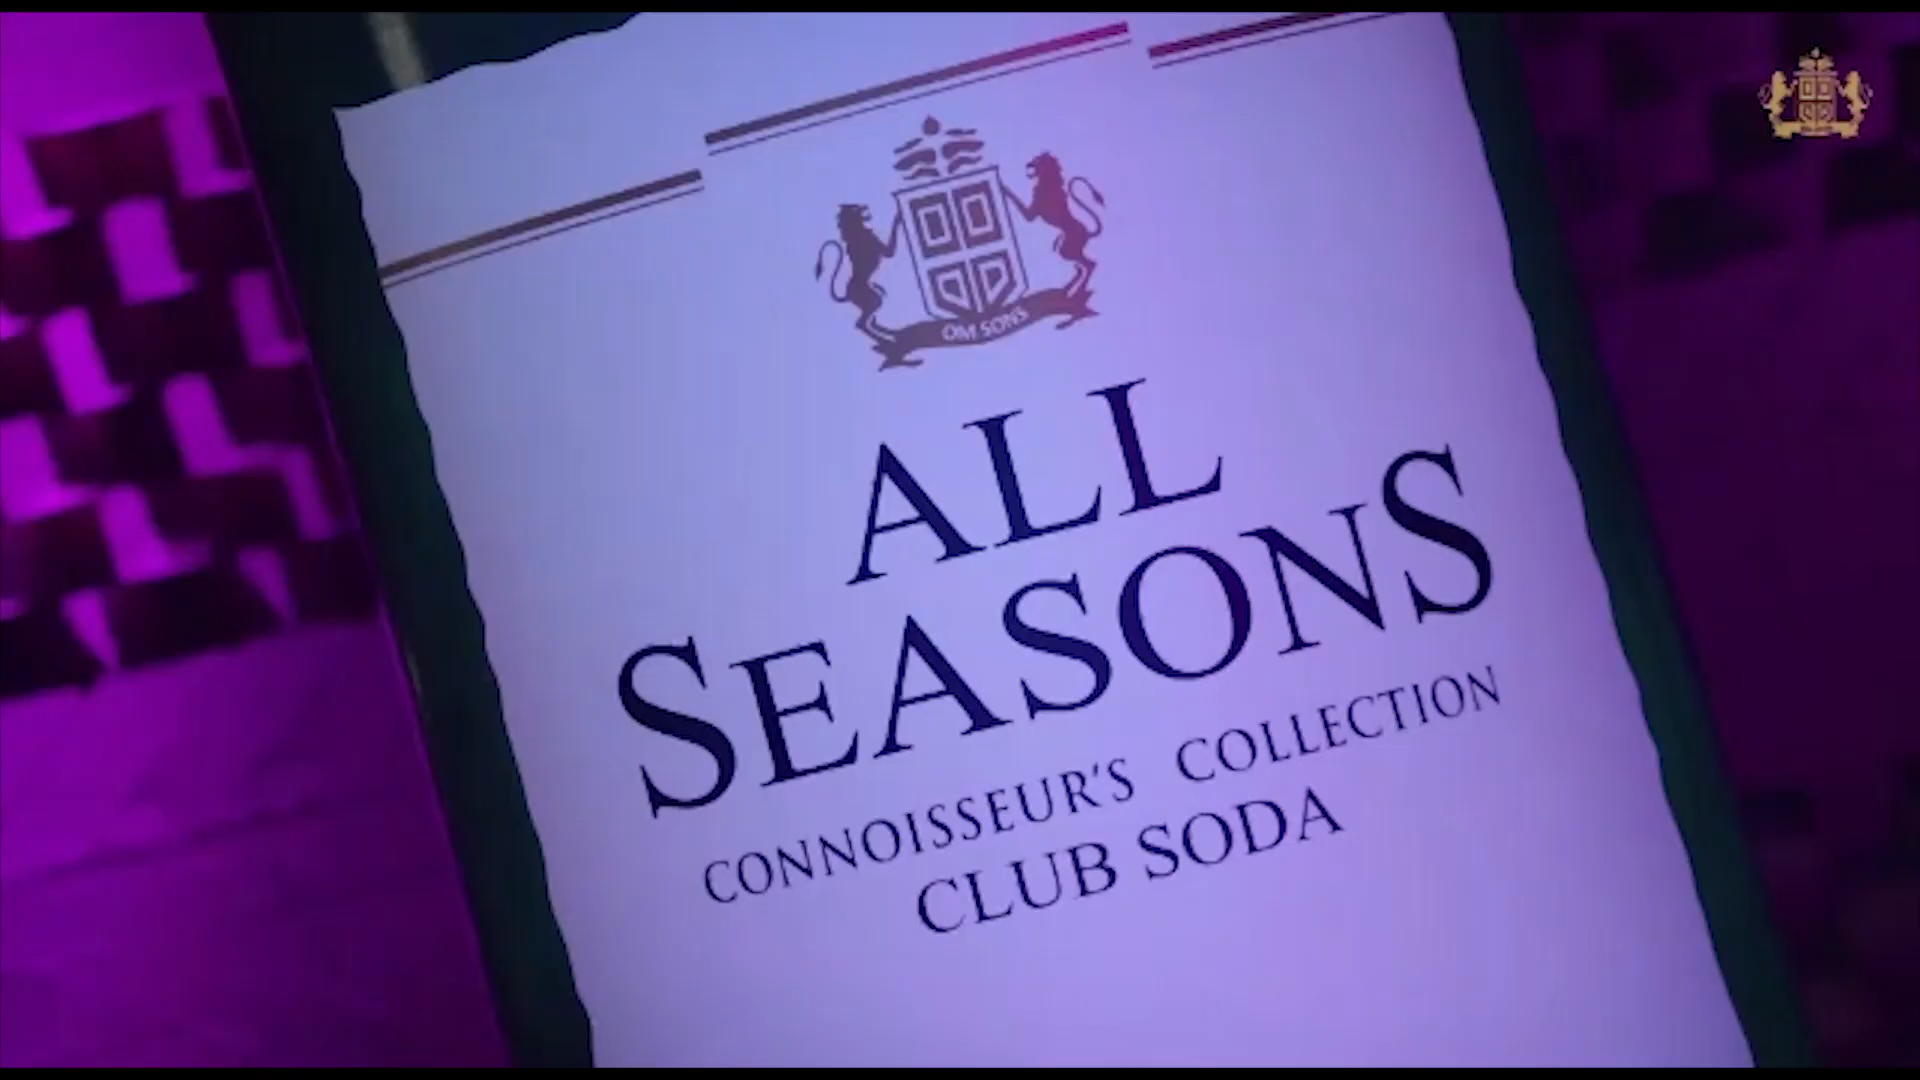 OM SONS
ALL
SEASONS
CONNOISSEUR'S COLLECTION
CLUB SODA